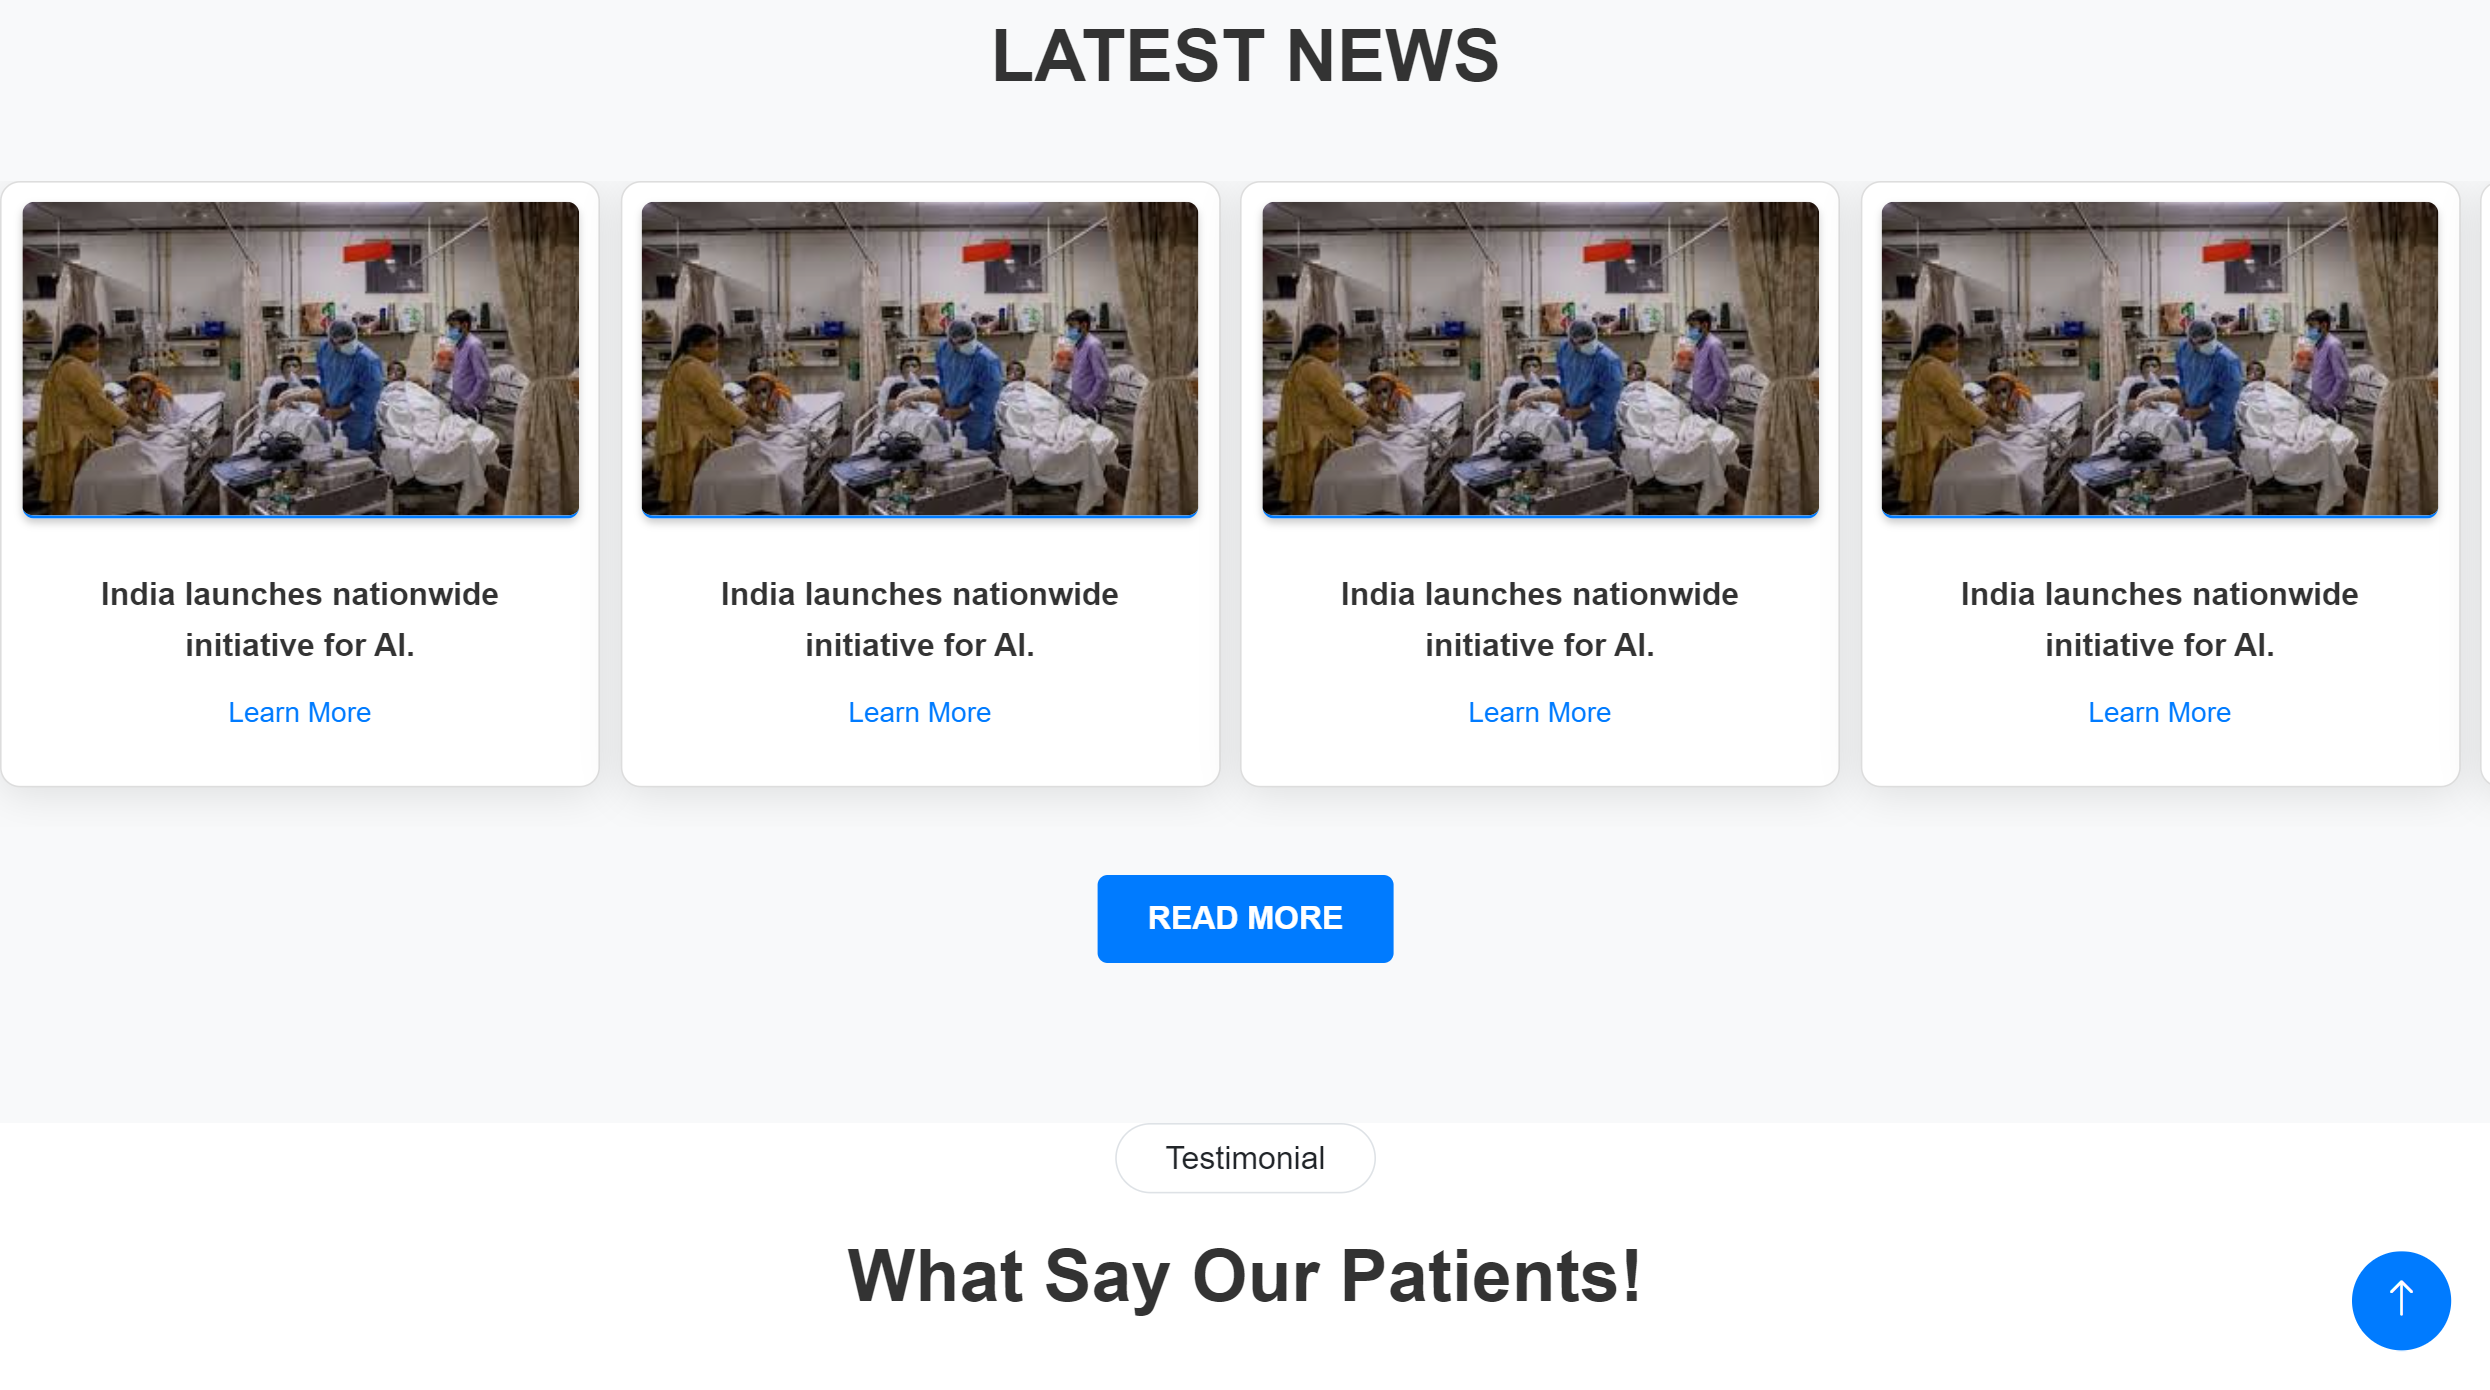 LATEST NEWS
India launches nationwide
initiative for AI.
Learn More
India launches nationwide
initiative for AI.
Learn More
India launches nationwide
initiative for AI.
Learn More
India launches nationwide
initiative for AI.
Learn More
READ MORE
Testimonial
What Say Our Patients!